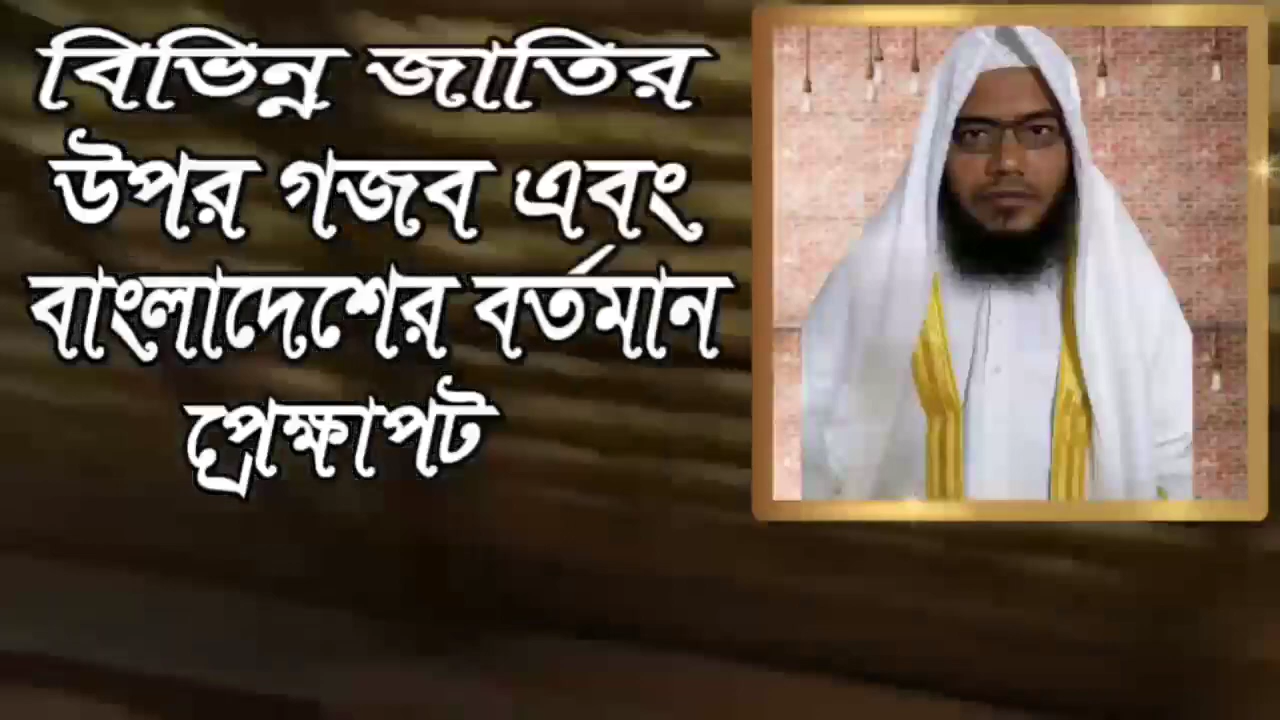 বিভিন্ন জাতির
উপর গজব এবং
বাংলাদেশের বর্তমান
প্রেক্ষাপট